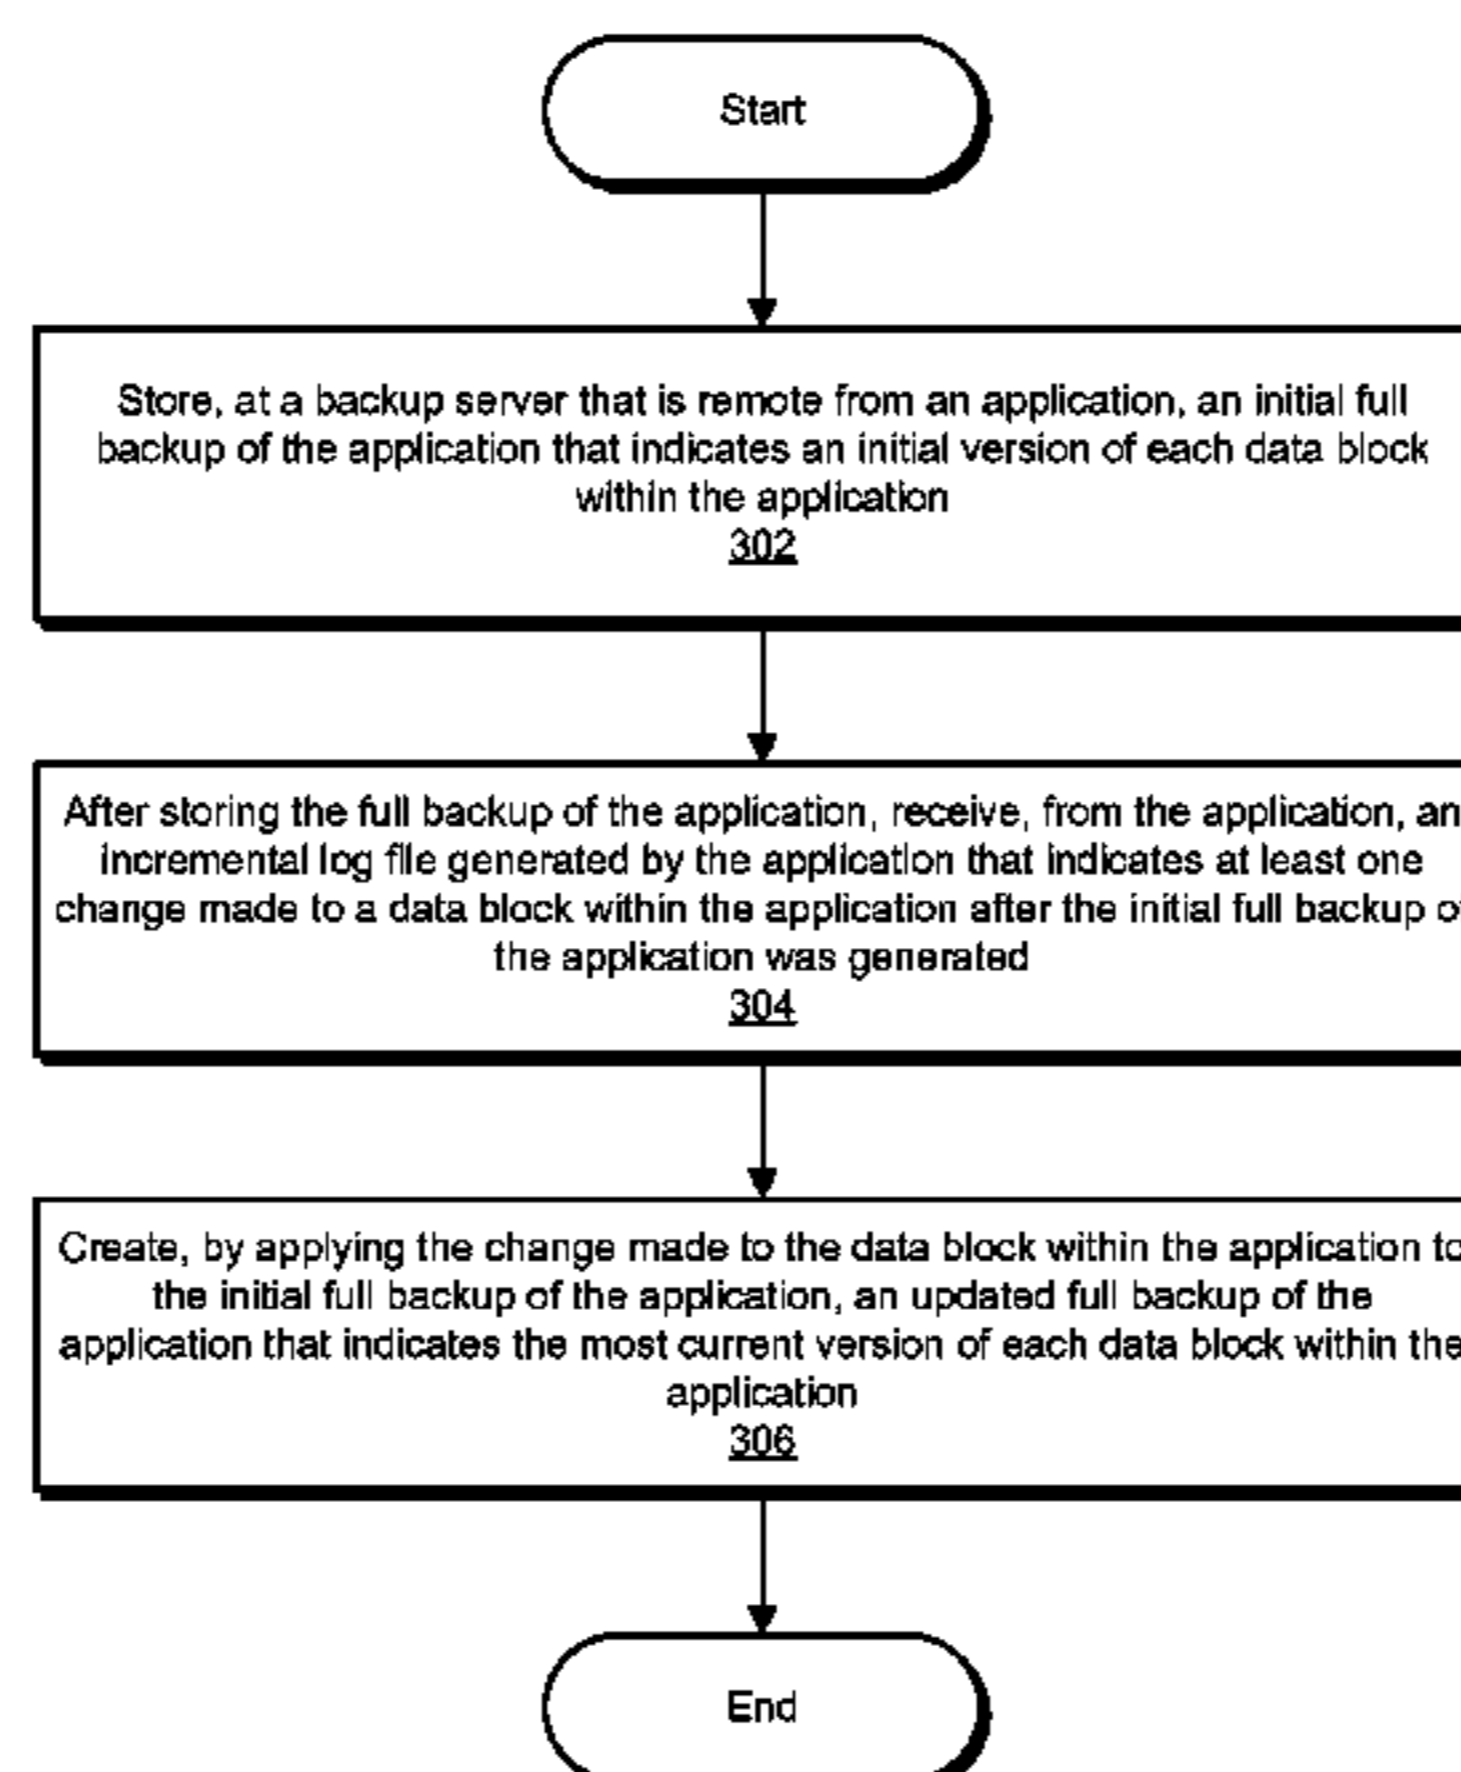 Start
Store, at a backup server that is remote from an application, an initial full
backup of the application that indicates an initial version of each data block
within the application
302
After storing the full backup of the application, receive, from the application, an
incremental log file generated by the application that indicates at least one
change made to a data block within the application after the initial full backup of
the application was generated
304
Create, by applying the change made to the data block within the application to
the initial full backup of the application, an updated full backup of the
application that indicates the most current version of each data block within the
application
306
End